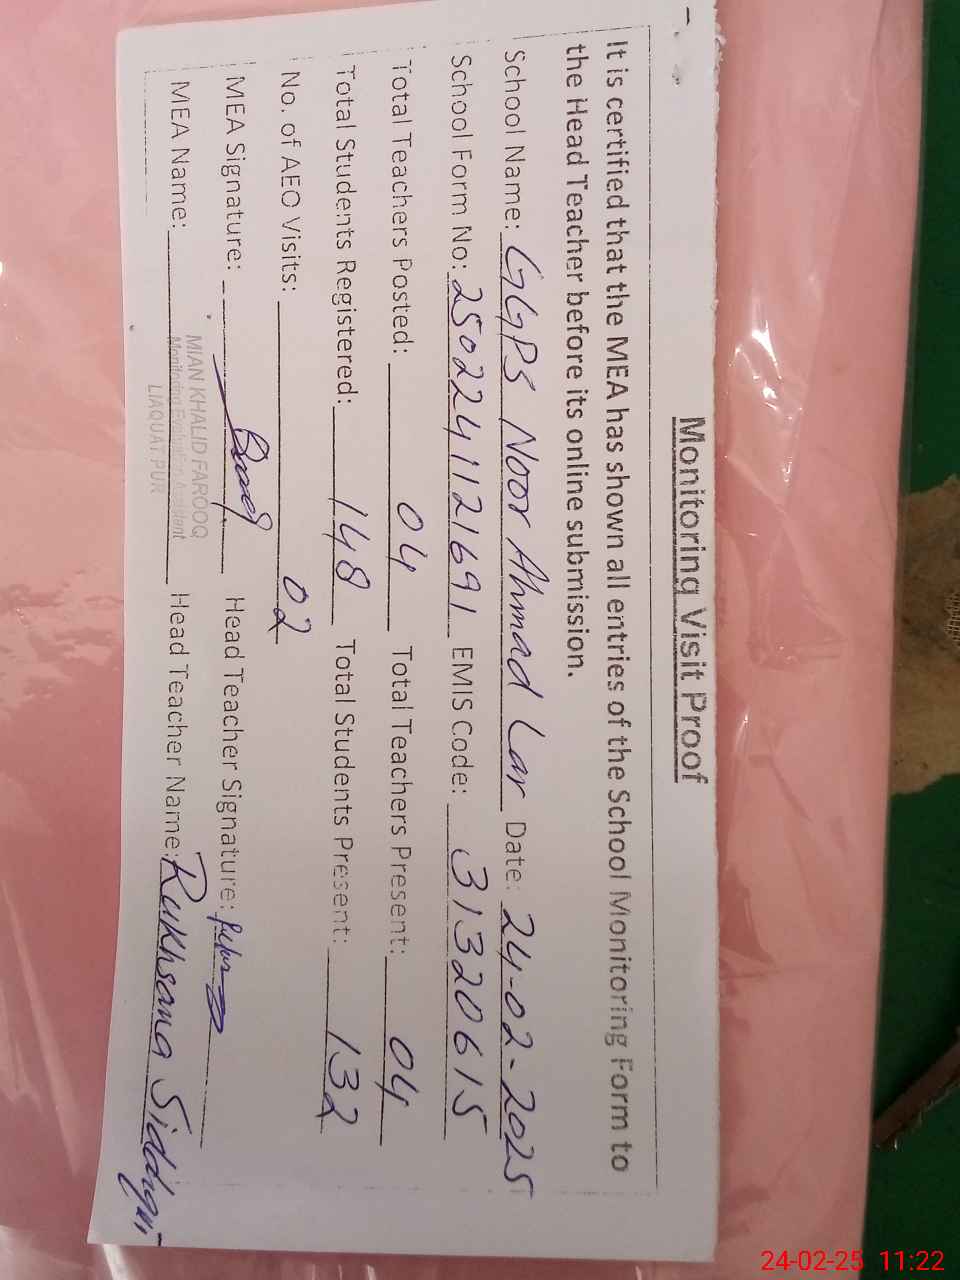 Monitoring Visit Proof
It is certified that the MEA has shown all entries of the School Monitoring Form to
the Head Teacher before its online submission.
School Name: GGPS Noor Ahmad Lar Date: 24-02-2025
School Form No: 2502241121691 EMIS Code: 31320615
Total Teachers Posted: 04 Total Teachers Present: 04
Total Students Registered: 148 Total Students Present: 132
No. of AEO Visits: 02
MEA Signature: Head Teacher Signature:
MIAN KHALID FAROOQ
MEA Name: Monitoring Evaluation Assistant Head Teacher Name: Rukhsana Siddiqui
LIAQUAT PUR
24-02-25 11:22